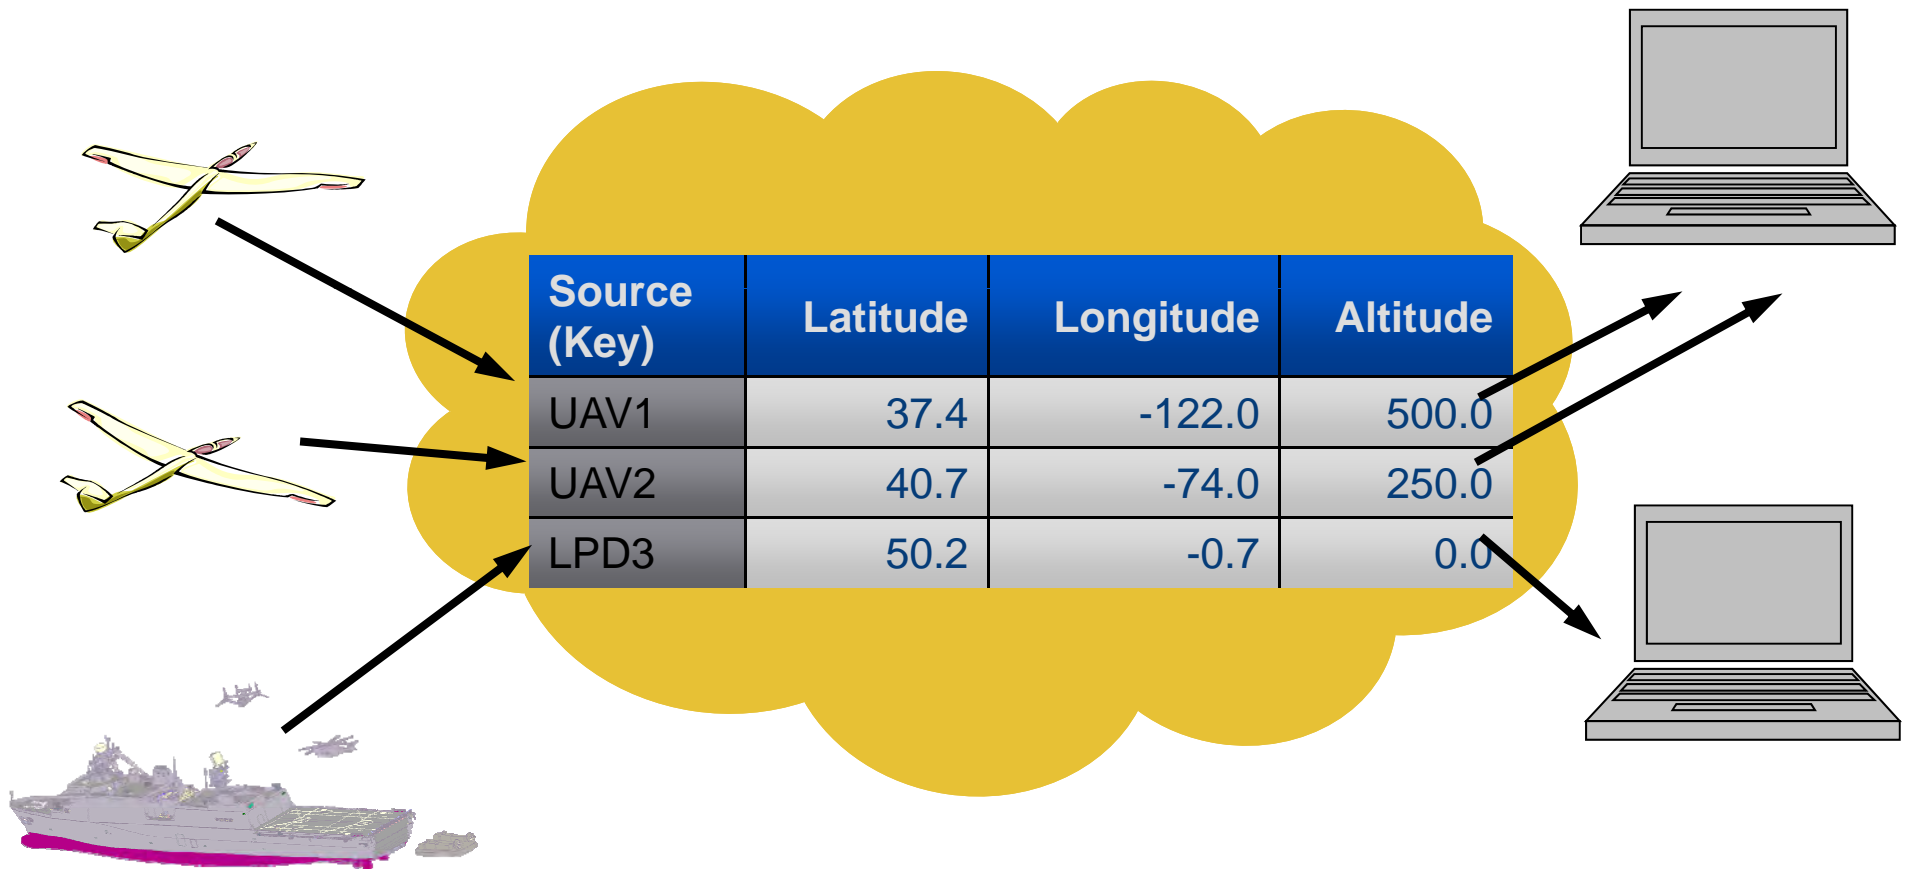 Source
(Key) Latitude Longitude Altitude
UAV1 37.4 -122.0 500.0
UAV2 40.7 -74.0 250.0
LPD3 50.2 -0.7 0.0